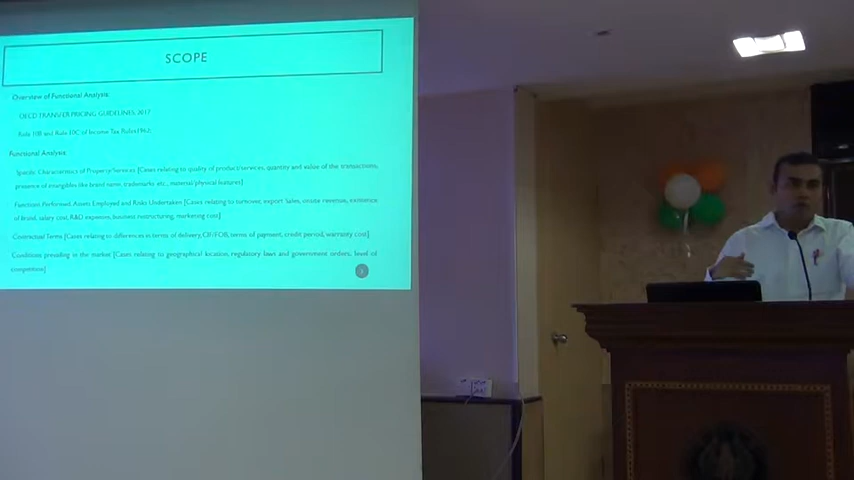 SCOPE
Overview of Functional Analysis:
OECD TRANSFER PRICING GUIDELINES, 2017
Rule 10B and Rule 10C of Income Tax Rules 1962;
Functional Analysis
Specific Characteristics of Property/Services [Cases relating to quality of product/services, quantity and value of the transactions,
presence of intangibles like brand name, trademarks etc., material/physical features]
Functions Performed, Assets Employed and Risks Undertaken [Cases relating to turnover, export Sales, onsite revenue, existence
of brand, salary cost, R&D expenses, business restructuring, marketing cost]
Contractual Terms [Cases relating to differences in terms of delivery, CIF/FOB, terms of payment, credit period, warranty cost]
Conditions prevailing in the market [Cases relating to geographical location, regulatory laws and government orders, level of
competition]